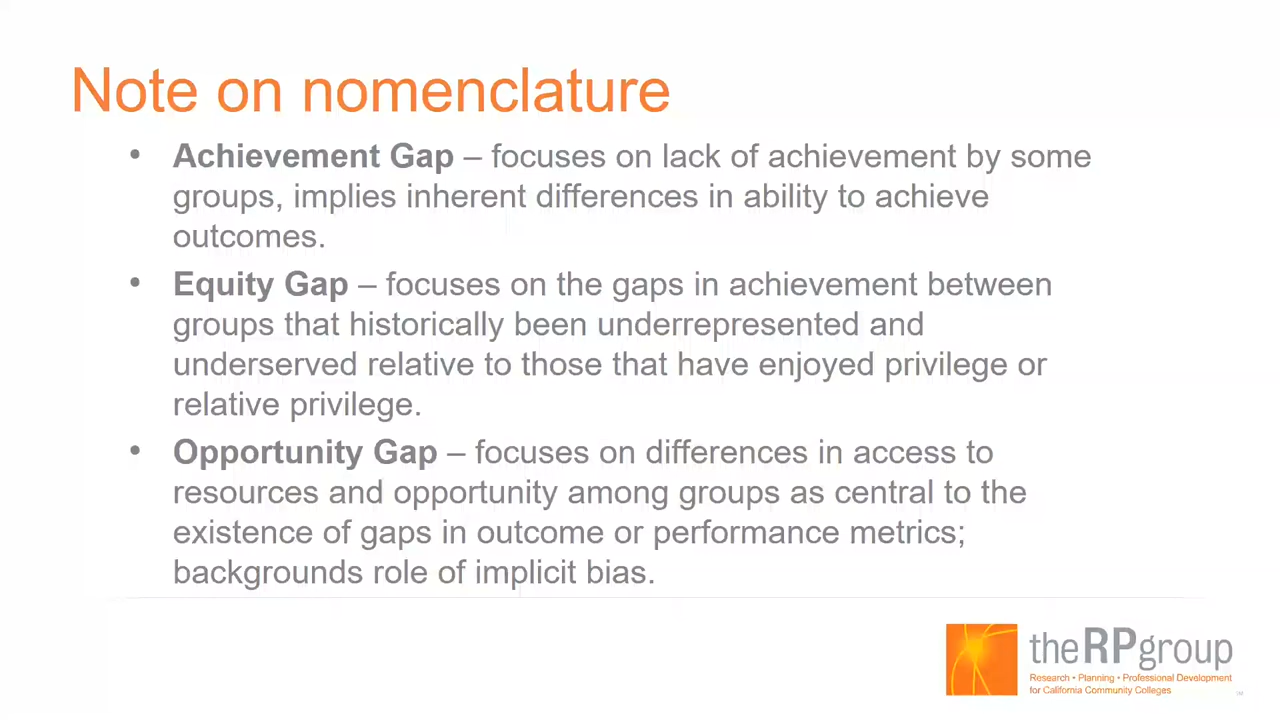 Note on nomenclature
• Achievement Gap – focuses on lack of achievement by some
groups, implies inherent differences in ability to achieve
outcomes.
• Equity Gap – focuses on the gaps in achievement between
groups that historically been underrepresented and
underserved relative to those that have enjoyed privilege or
relative privilege.
• Opportunity Gap – focuses on differences in access to
resources and opportunity among groups as central to the
existence of gaps in outcome or performance metrics;
backgrounds role of implicit bias.
theRPgroup
Research • Planning • Professional Development
for California Community Colleges